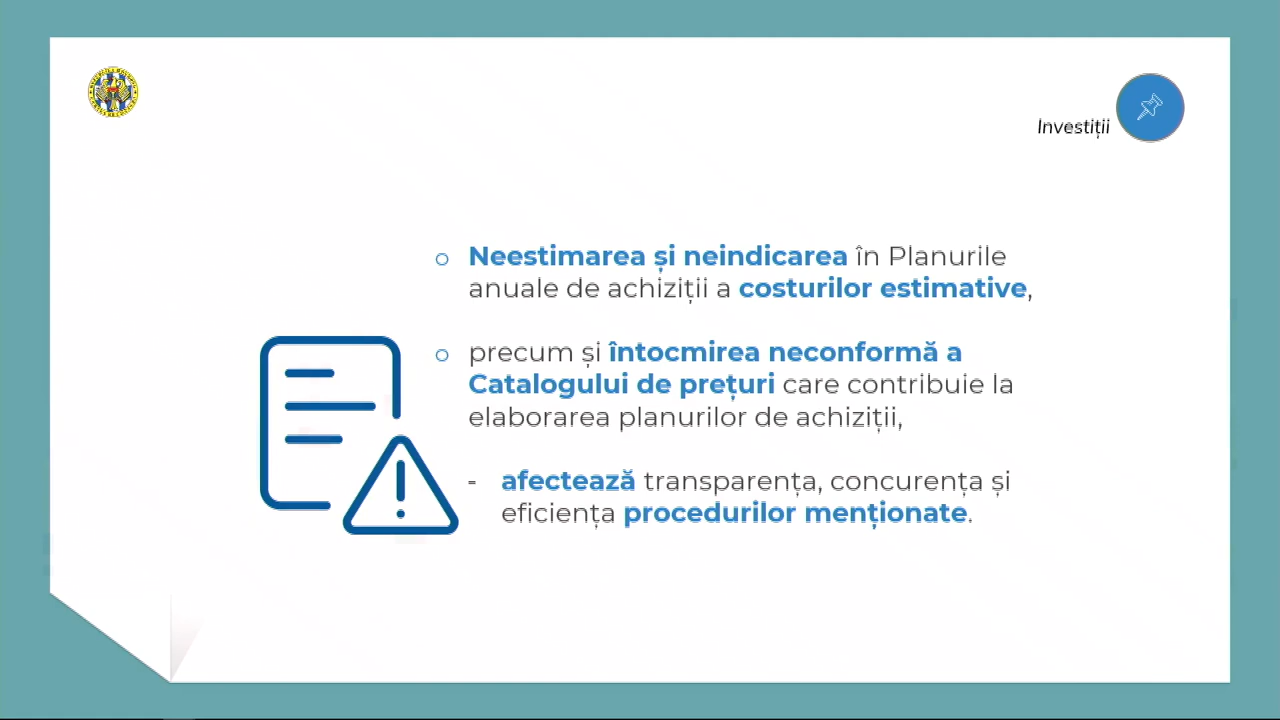 Investiții
o Neestimarea și neindicarea în Planurile
anuale de achiziții a costurilor estimative,
o precum și întocmirea neconformă a
Catalogului de prețuri care contribuie la
elaborarea planurilor de achiziții,
- afectează transparența, concurența și
eficiența procedurilor menționate.